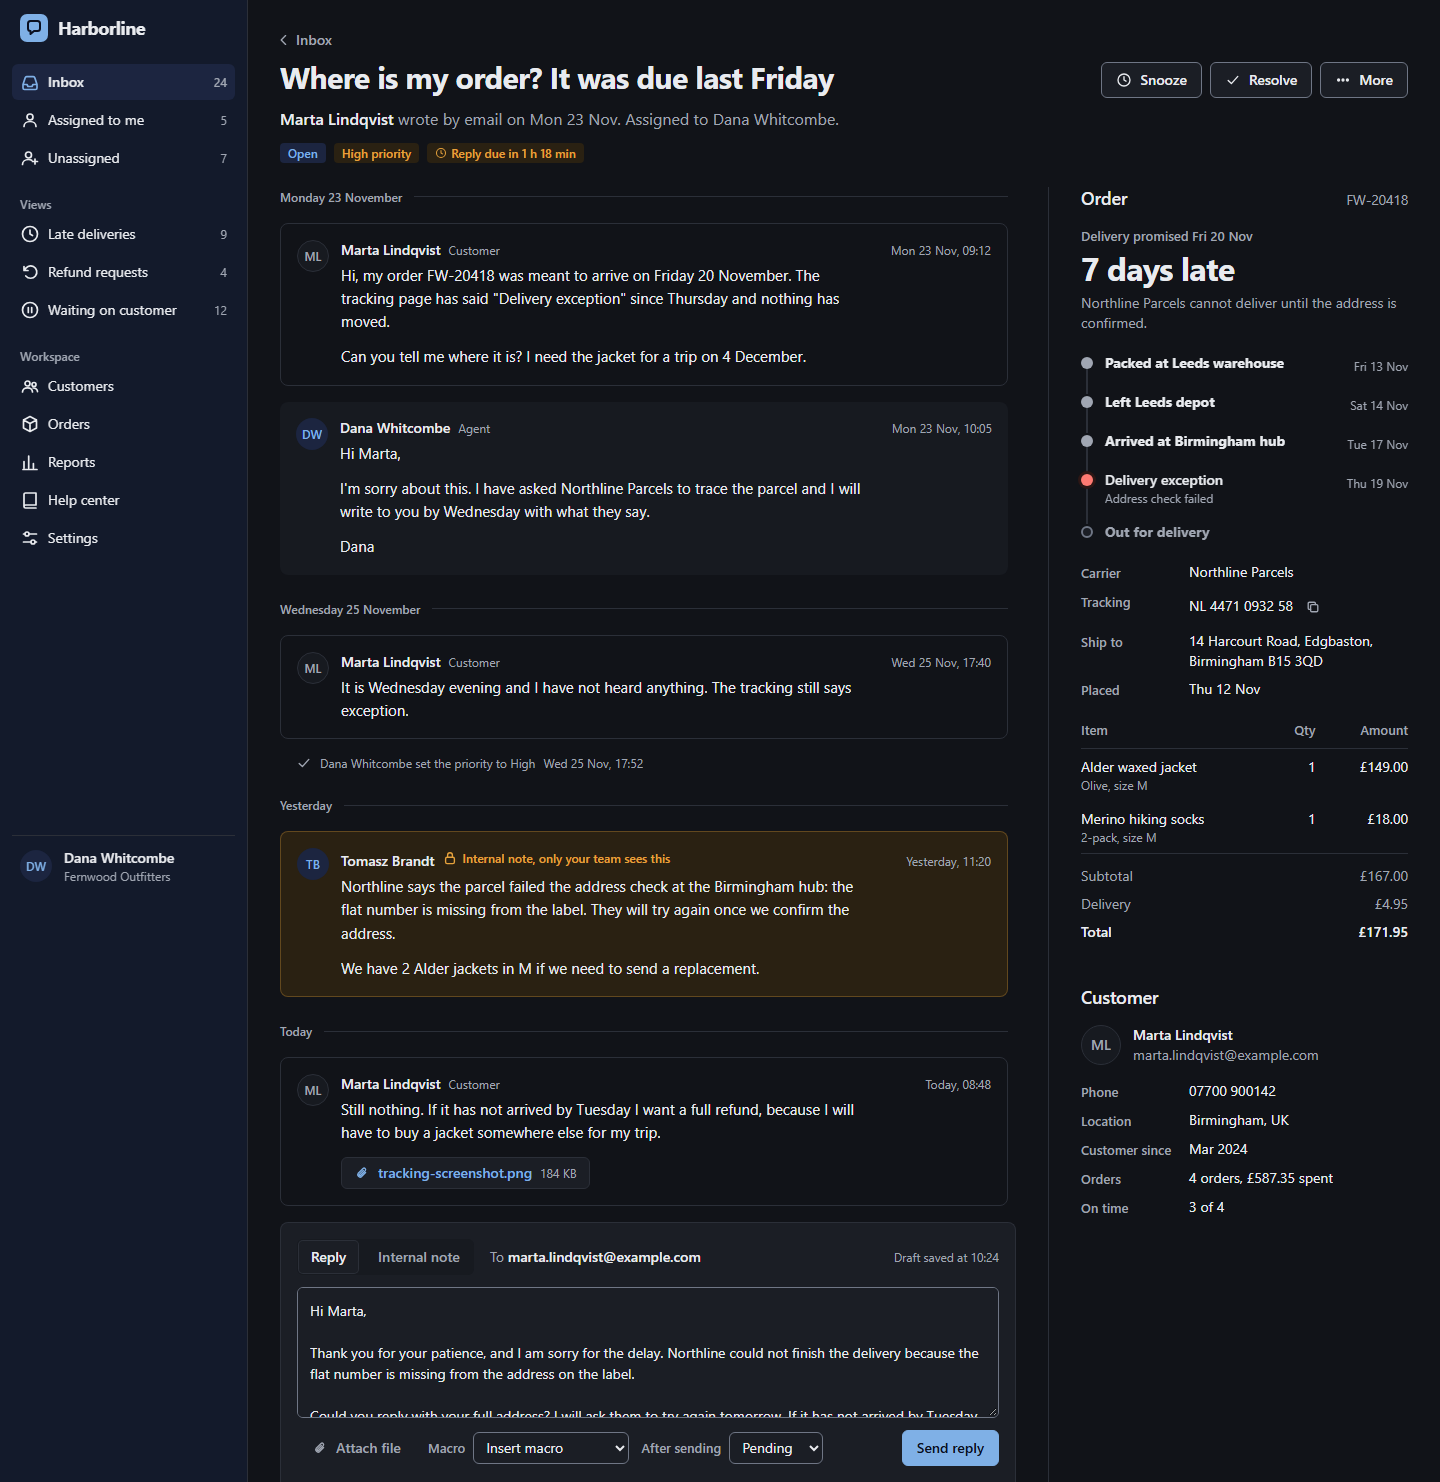 Harborline
Inbox 24
Assigned to me 5
Unassigned 7
Views
Late deliveries 9
Refund requests 4
Waiting on customer 12
Workspace
Customers
Orders
Reports
Help center
Settings
DW
Dana Whitcombe
Fernwood Outfitters
Inbox
Where is my order? It was due last Friday
Snooze
Resolve
More
Marta Lindqvist wrote by email on Mon 23 Nov. Assigned to Dana Whitcombe.
Open
High priority
Reply due in 1 h 18 min
Monday 23 November
ML
Marta Lindqvist Customer Mon 23 Nov, 09:12
Hi, my order FW-20418 was meant to arrive on Friday 20 November. The
tracking page has said "Delivery exception" since Thursday and nothing has
moved.
Can you tell me where it is? I need the jacket for a trip on 4 December.
DW
Dana Whitcombe Agent Mon 23 Nov, 10:05
Hi Marta,
I'm sorry about this. I have asked Northline Parcels to trace the parcel and I will
write to you by Wednesday with what they say.
Dana
Wednesday 25 November
ML
Marta Lindqvist Customer Wed 25 Nov, 17:40
It is Wednesday evening and I have not heard anything. The tracking still says
exception.
Dana Whitcombe set the priority to High Wed 25 Nov, 17:52
Yesterday
TB
Tomasz Brandt Internal note, only your team sees this Yesterday, 11:20
Northline says the parcel failed the address check at the Birmingham hub: the
flat number is missing from the label. They will try again once we confirm the
address.
We have 2 Alder jackets in M if we need to send a replacement.
Today
ML
Marta Lindqvist Customer Today, 08:48
Still nothing. If it has not arrived by Tuesday I want a full refund, because I will
have to buy a jacket somewhere else for my trip.
tracking-screenshot.png 184 KB
Reply
Internal note
To marta.lindqvist@example.com
Draft saved at 10:24
Hi Marta,
Thank you for your patience, and I am sorry for the delay. Northline could not finish the delivery because the
flat number is missing from the address on the label.
Could you reply with your full address? I will ask them to try again tomorrow. If it has not arrived by Tuesday
Attach file
Macro Insert macro
After sending Pending
Send reply
Order FW-20418
Delivery promised Fri 20 Nov
7 days late
Northline Parcels cannot deliver until the address is
confirmed.
Packed at Leeds warehouse Fri 13 Nov
Left Leeds depot Sat 14 Nov
Arrived at Birmingham hub Tue 17 Nov
Delivery exception Thu 19 Nov
Address check failed
Out for delivery
Carrier Northline Parcels
Tracking NL 4471 0932 58
Ship to 14 Harcourt Road, Edgbaston,
Birmingham B15 3QD
Placed Thu 12 Nov
Item Qty Amount
Alder waxed jacket 1 £149.00
Olive, size M
Merino hiking socks 1 £18.00
2-pack, size M
Subtotal £167.00
Delivery £4.95
Total £171.95
Customer
ML
Marta Lindqvist
marta.lindqvist@example.com
Phone 07700 900142
Location Birmingham, UK
Customer since Mar 2024
Orders 4 orders, £587.35 spent
On time 3 of 4